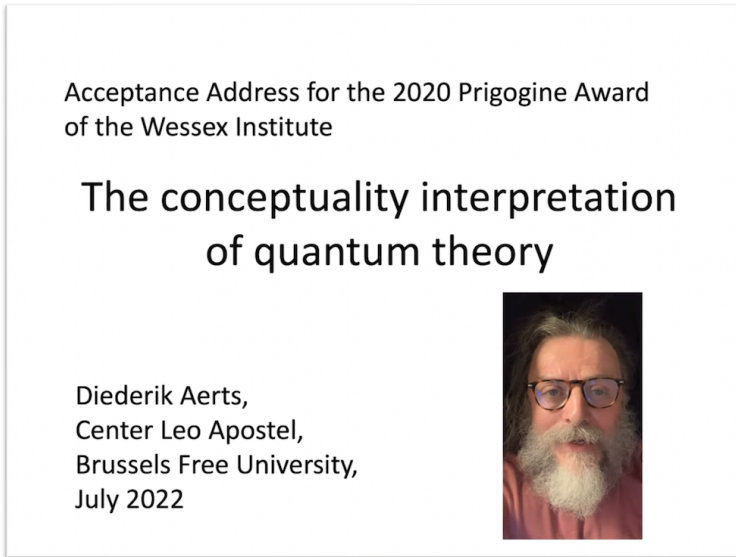 Acceptance Address for the 2020 Prigogine Award
of the Wessex Institute
The conceptuality interpretation
of quantum theory
Diederik Aerts,
Center Leo Apostel,
Brussels Free University,
July 2022